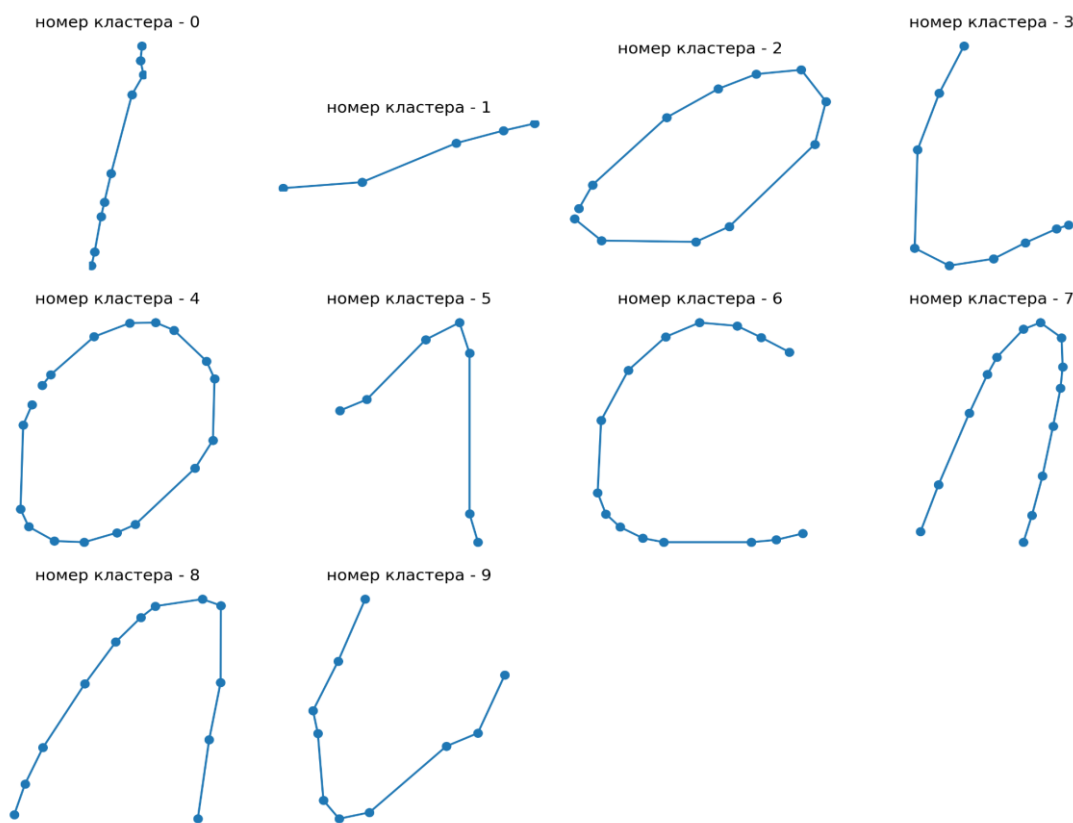 номер кластера - 0
номер кластера - 1
номер кластера - 2
номер кластера - 3
номер кластера - 4
номер кластера - 5
номер кластера - 6
номер кластера - 7
номер кластера - 8
номер кластера - 9